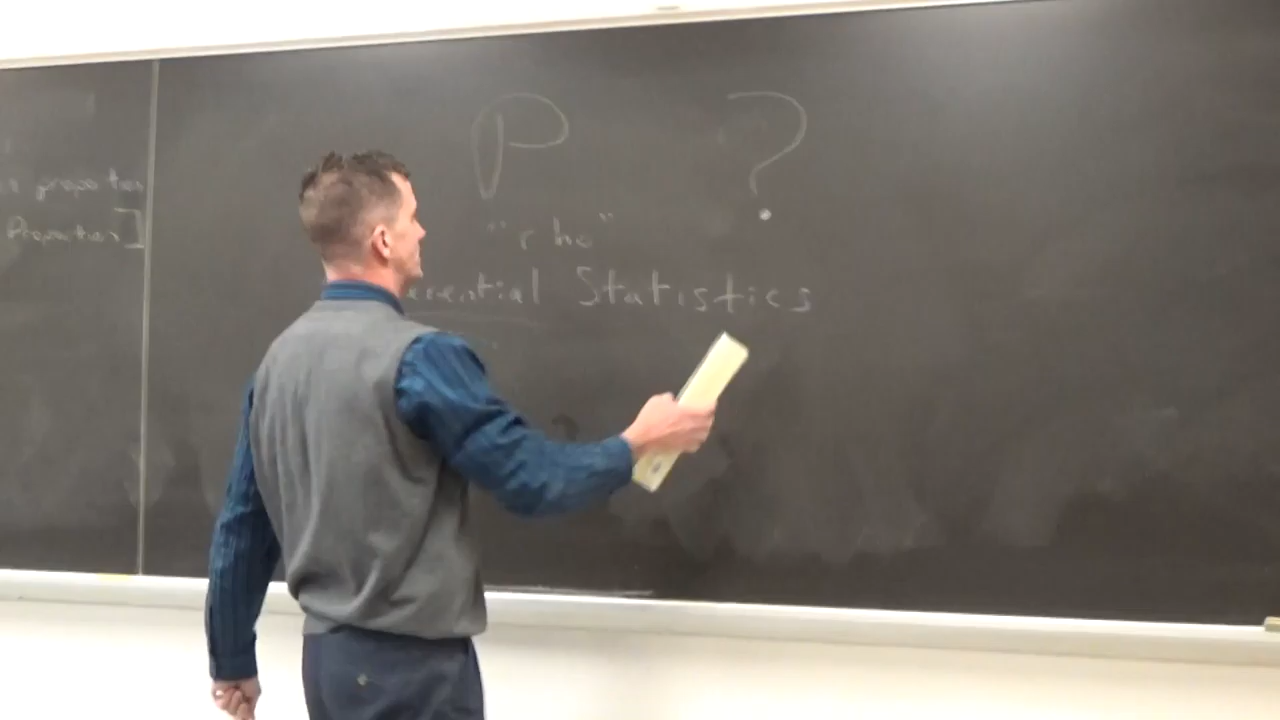 proportion
Proportion]
ρ ?
"rho"
Statistics